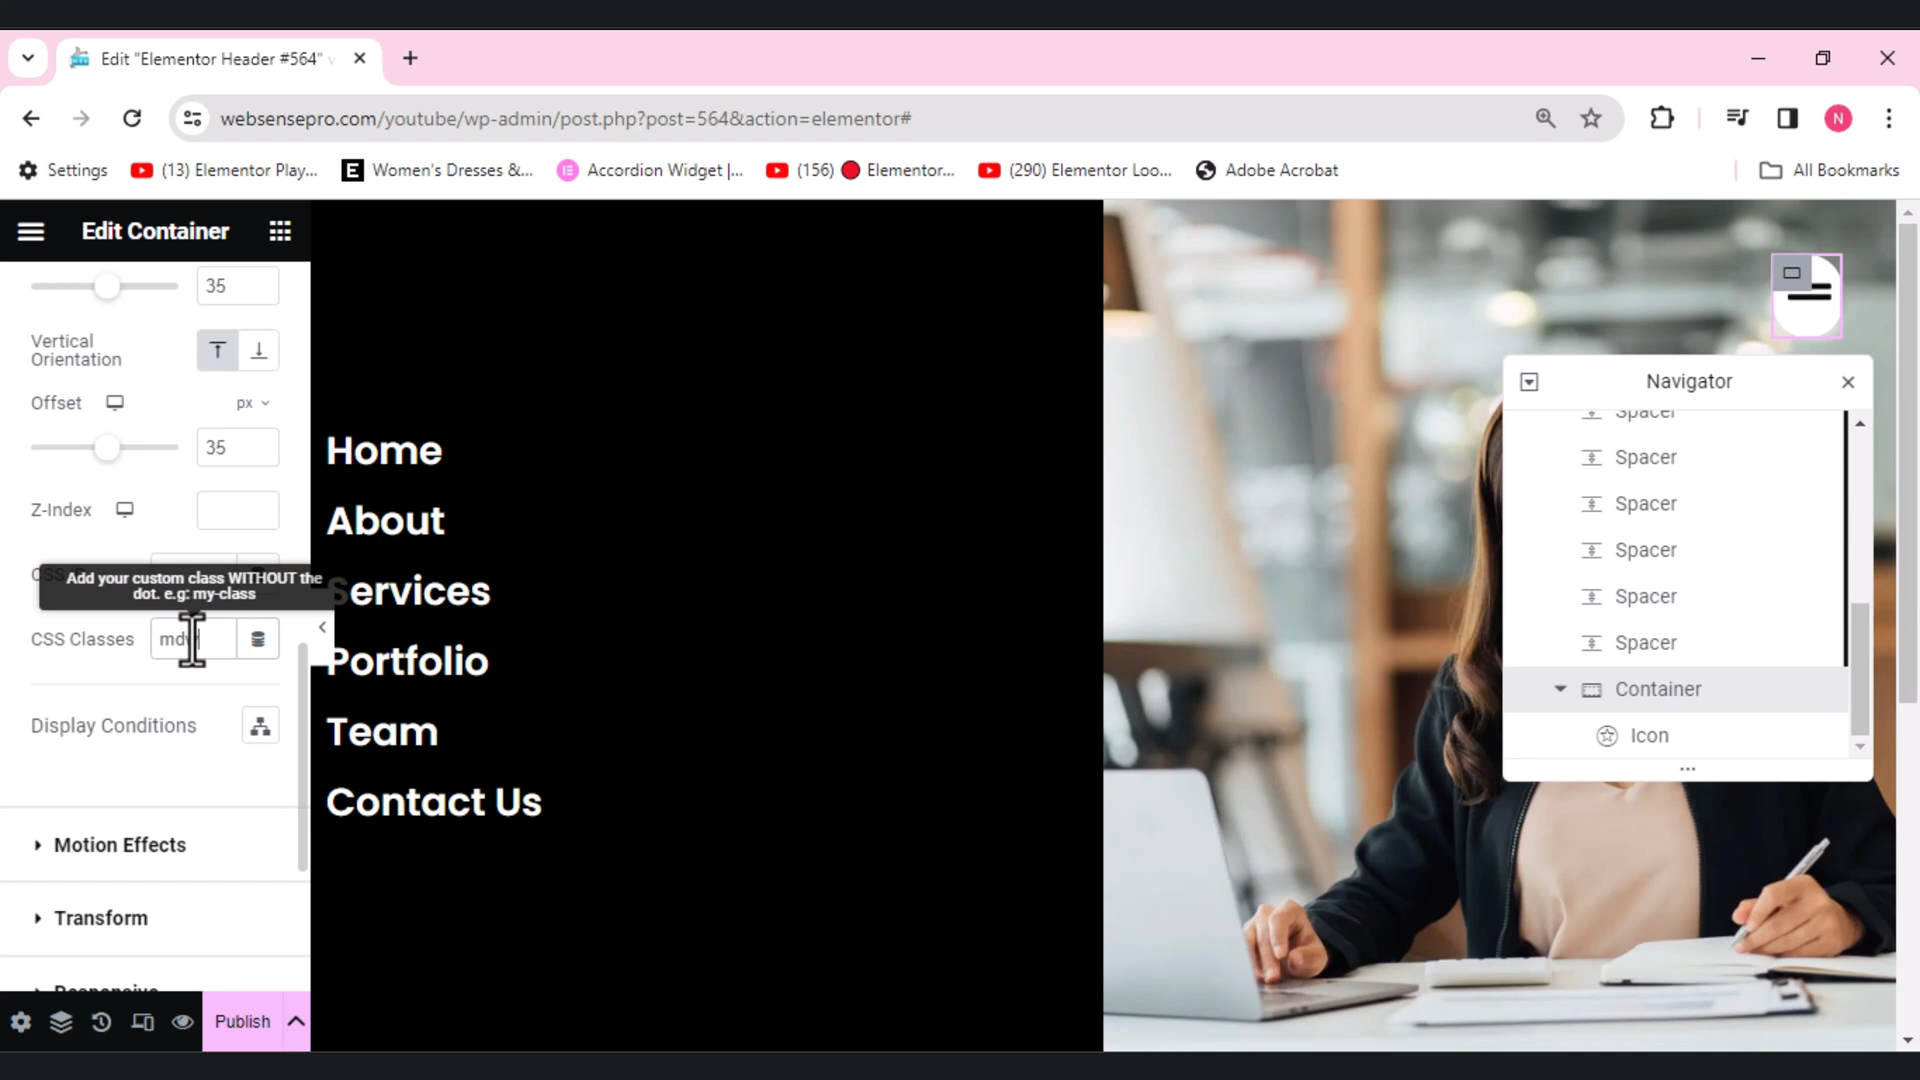 Edit "Elementor Header #564"
websensepro.com/youtube/wp-admin/post.php?post=564&action=elementor#
N
Settings
(13) Elementor Play...
Women's Dresses &...
Accordion Widget |...
(156)
Elementor...
(290) Elementor Loo...
Adobe Acrobat
All Bookmarks
Edit Container
35
Vertical
Orientation
Offset
px
35
Z-Index
Add your custom class WITHOUT the
dot. e.g: my-class
CSS Classes
Display Conditions
Motion Effects
Transform
Responsive
Publish
Home
About
Services
Portfolio
Team
Contact Us
Navigator
Spacer
Spacer
Spacer
Spacer
Spacer
Spacer
Container
Icon